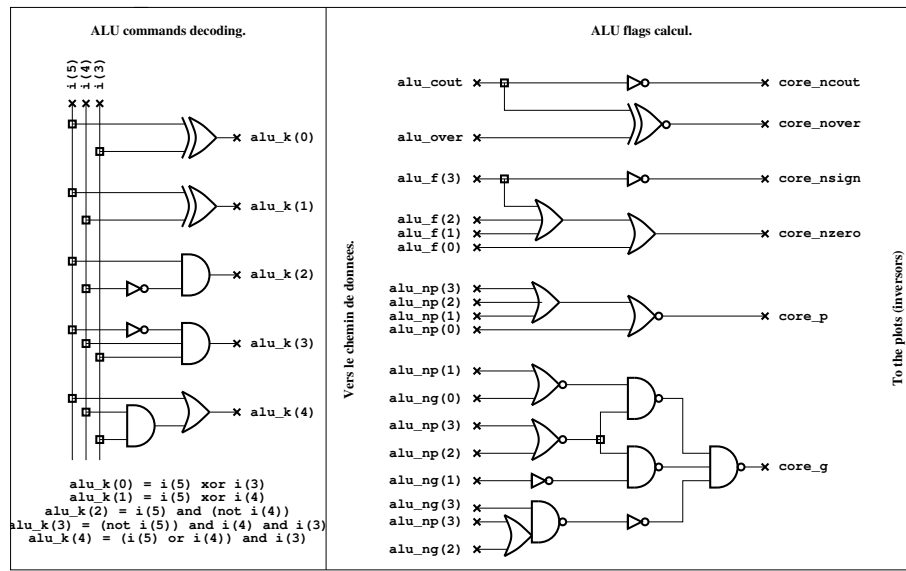 ALU commands decoding.
i(5)
i(4)
i(3)
alu_k(0)
alu_k(1)
alu_k(2)
alu_k(3)
alu_k(4)
alu_k(0) = i(5) xor i(3)
alu_k(1) = i(5) xor i(4)
alu_k(2) = i(5) and (not i(4))
alu_k(3) = (not i(5)) and i(4) and i(3)
alu_k(4) = (i(5) or i(4)) and i(3)
Vers le chemin de donnees.
ALU flags calcul.
alu_cout
core_ncout
alu_over
core_nover
alu_f(3)
core_nsign
alu_f(2)
alu_f(1)
alu_f(0)
core_nzero
alu_np(3)
alu_np(2)
alu_np(1)
alu_np(0)
core_p
alu_np(1)
alu_ng(0)
alu_np(3)
alu_np(2)
alu_ng(1)
alu_ng(3)
alu_np(3)
alu_ng(2)
core_g
To the plots (inversors)